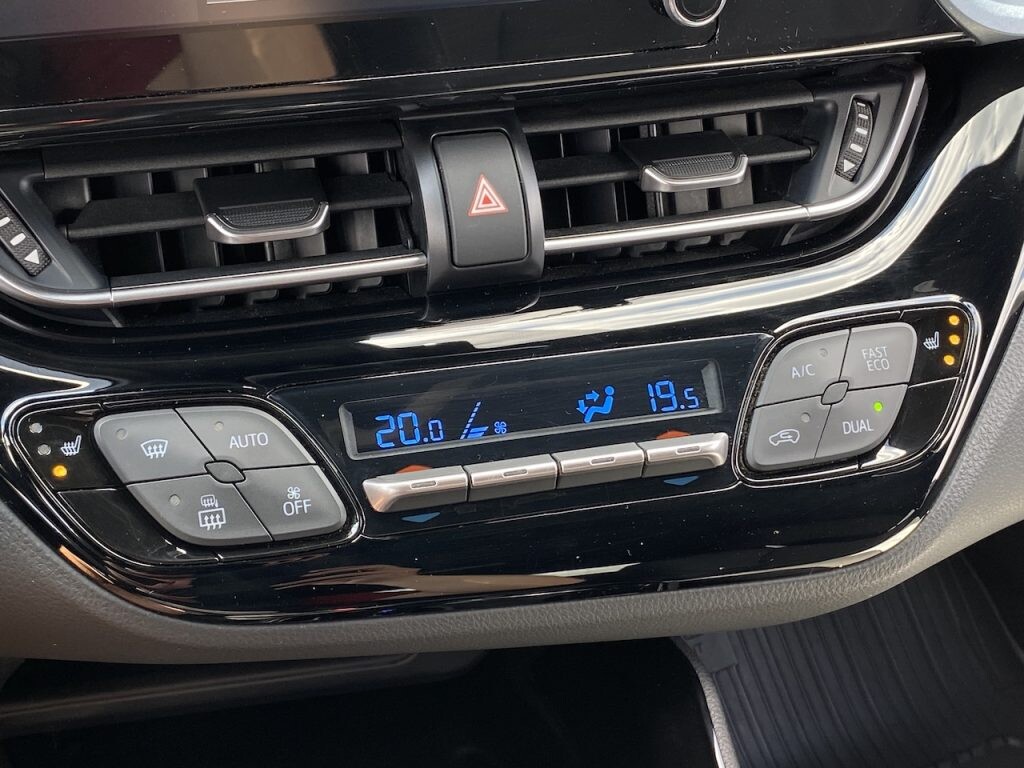 20.0
19.5
AUTO
OFF
A/C
FAST
ECO
DUAL